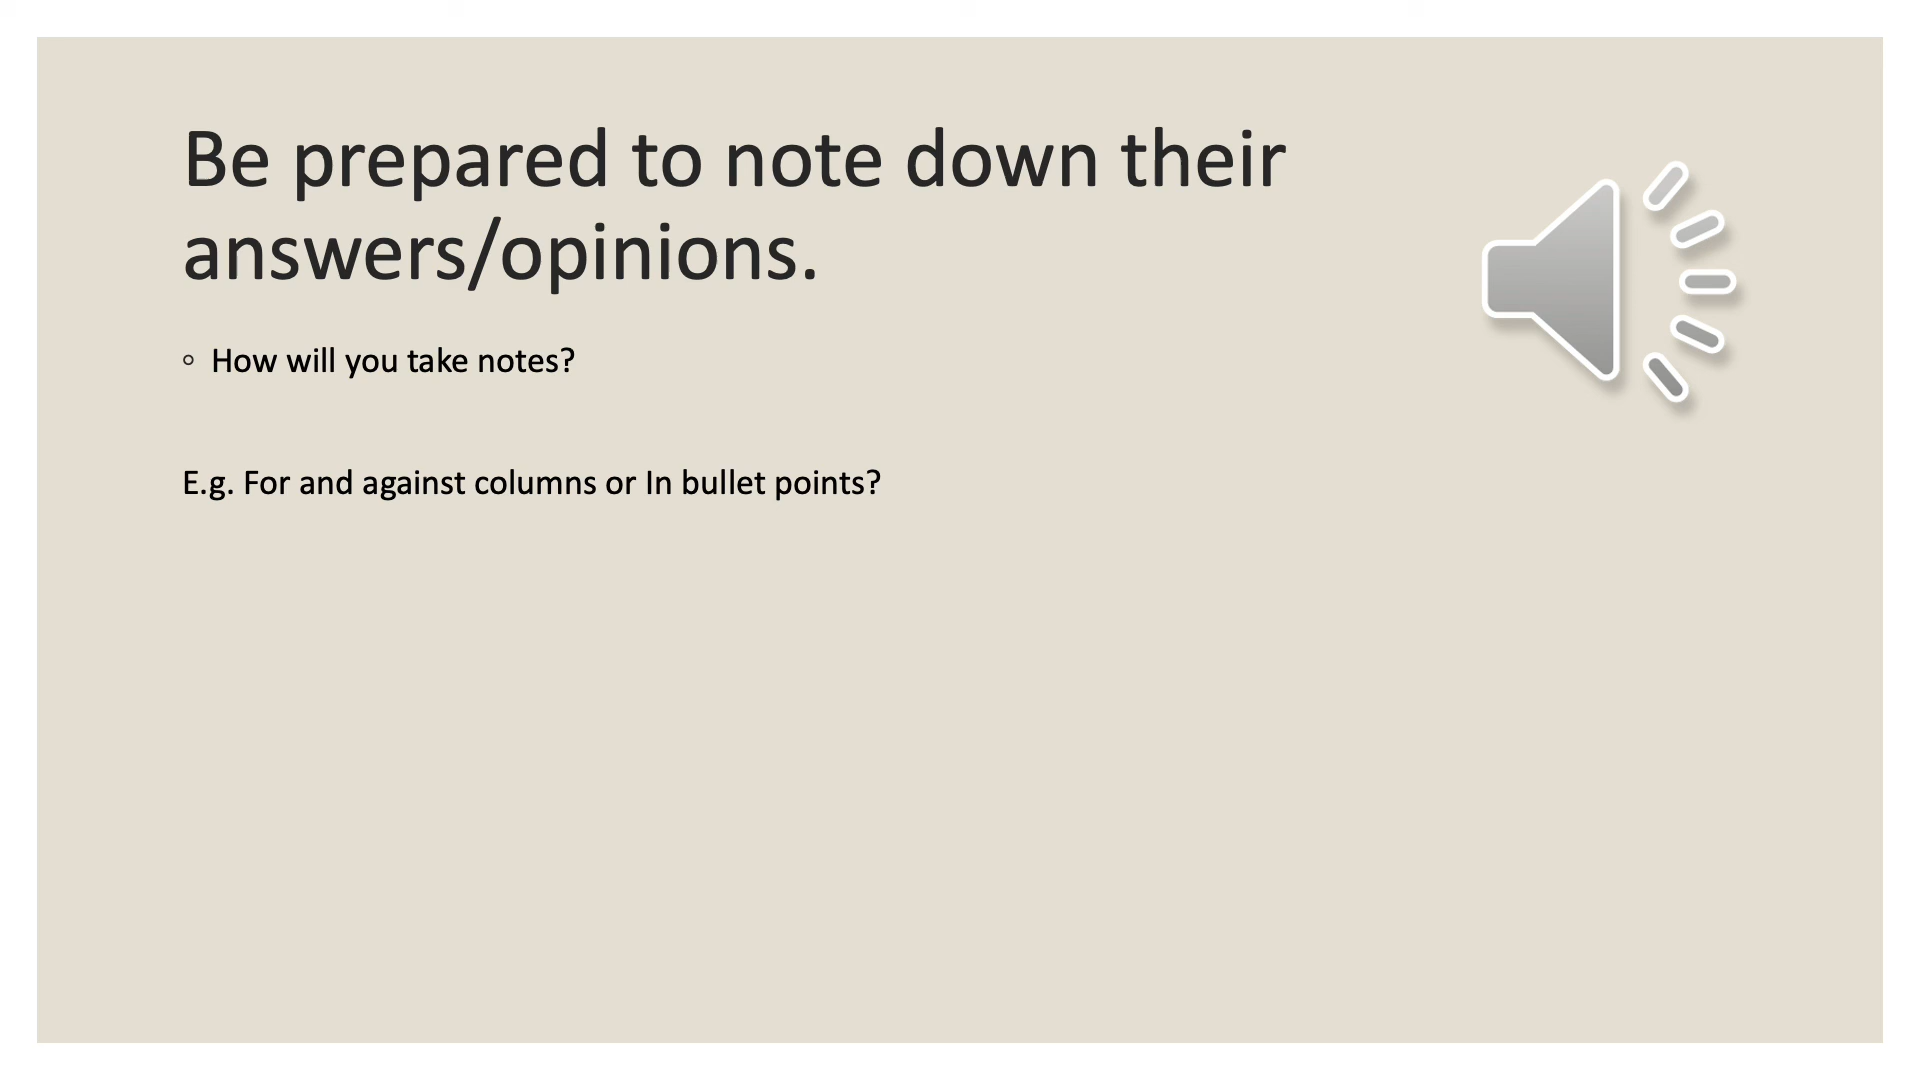 Be prepared to note down their
answers/opinions.
◦ How will you take notes?
E.g. For and against columns or In bullet points?